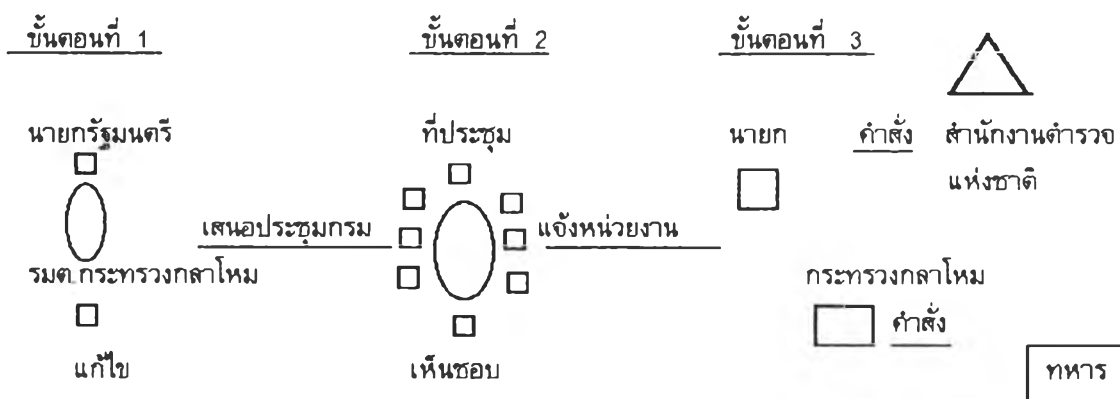 ขั้นตอนที่ 1 ขั้นตอนที่ 2 ขั้นตอนที่ 3
นายกรัฐมนตรี ที่ประชุม นายก คำสั่ง สำนักงานตำรวจ
แห่งชาติ
เสนอประชุมกรม แจ้งหน่วยงาน
รมต.กระทรวงกลาโหม กระทรวงกลาโหม
คำสั่ง
แก้ไข เห็นชอบ ทหาร